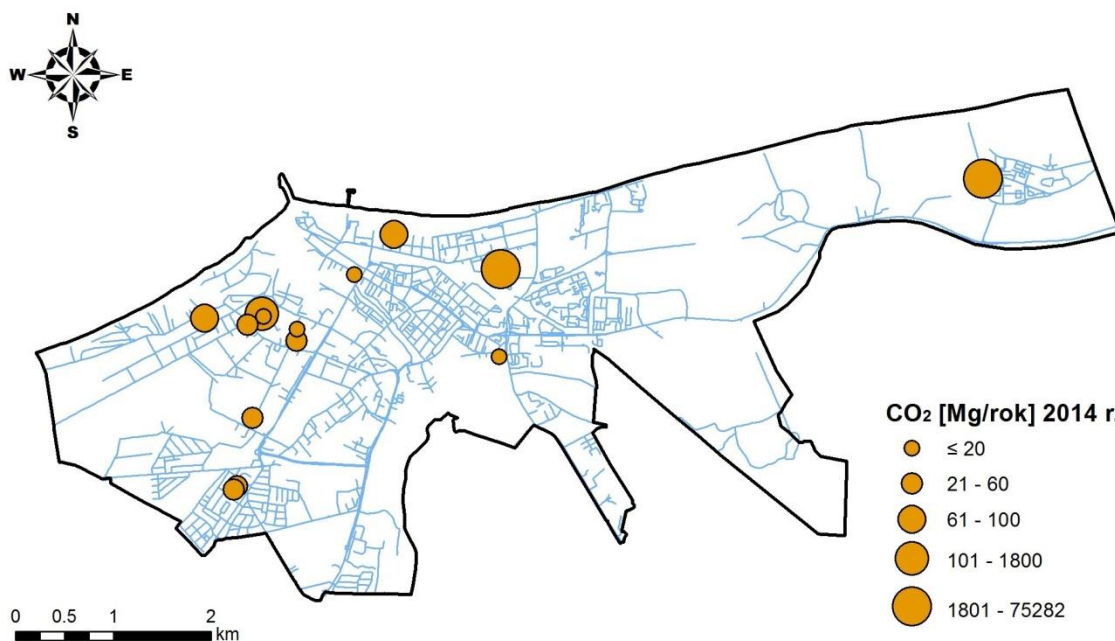 N
W E
S
CO₂ [Mg/rok] 2014 r.
≤ 20
21 - 60
61 - 100
101 - 1800
1801 - 75282
0 0.5 1 2
km